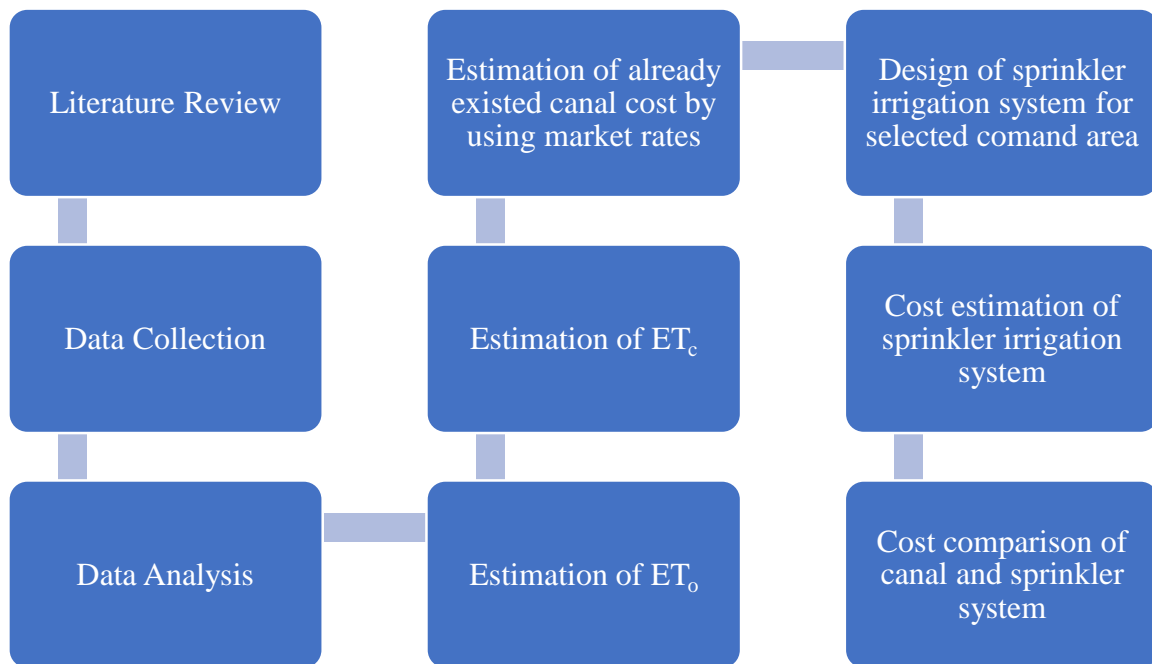 Literature Review
Data Collection
Data Analysis
Estimation of ETₒ
Estimation of ET꜀
Estimation of already
existed canal cost by
using market rates
Design of sprinkler
irrigation system for
selected comand area
Cost estimation of
sprinkler irrigation
system
Cost comparison of
canal and sprinkler
system